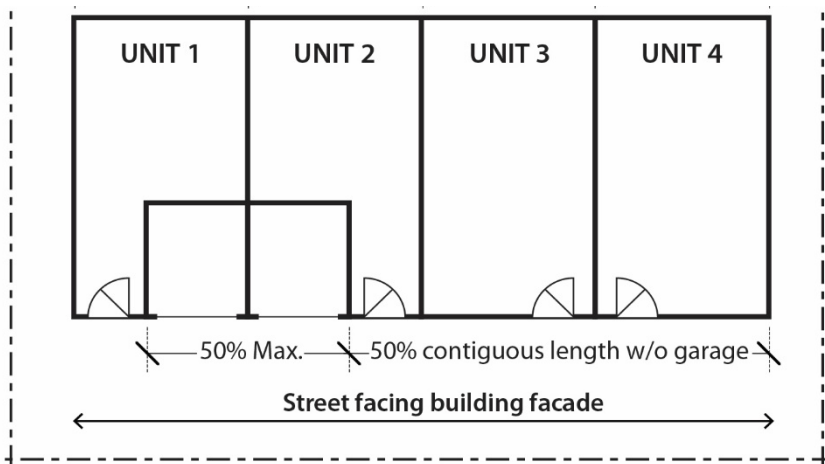 UNIT 1 UNIT 2 UNIT 3 UNIT 4
50% Max. 50% contiguous length w/o garage
Street facing building facade